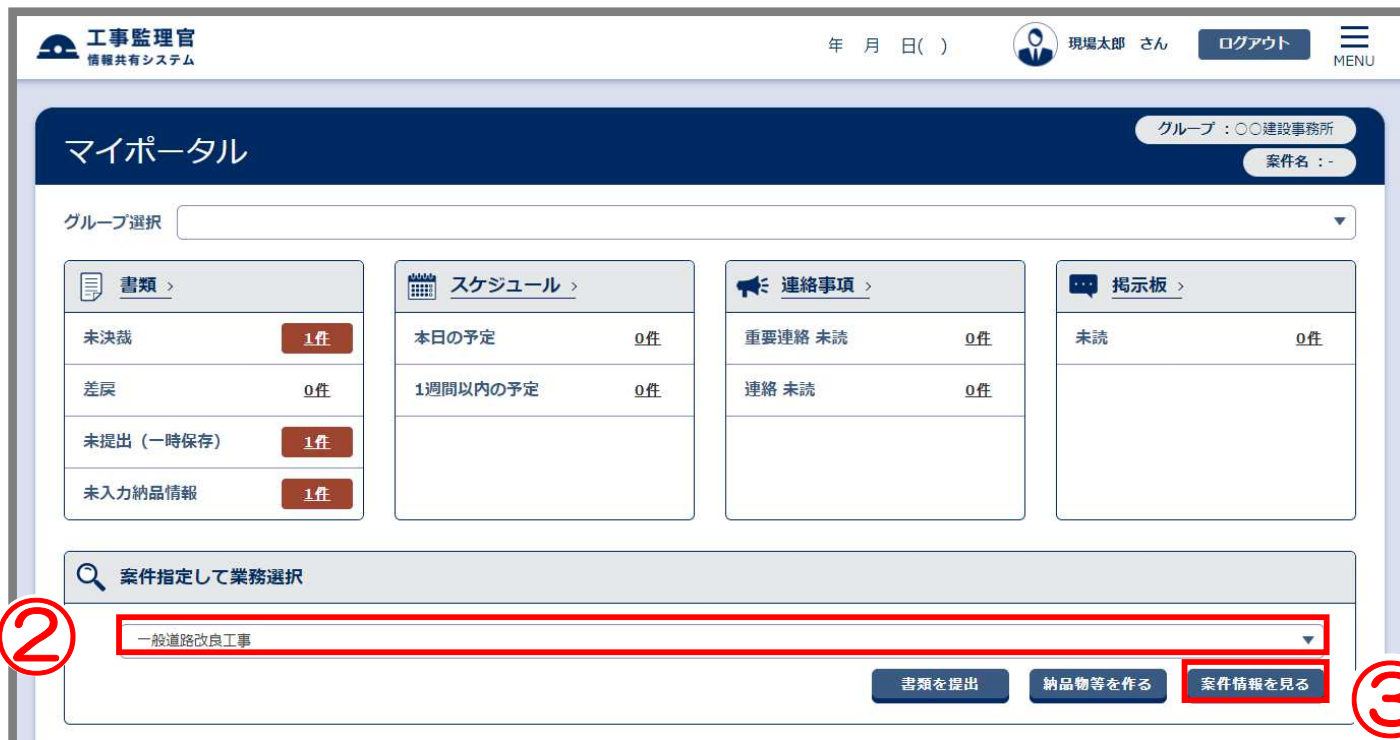 工事監理官
情報共有システム
年 月 日( )
現場太郎 さん
ログアウト
MENU
マイポータル
グループ：〇〇建設事務所
案件名：-
グループ選択
書類 >
スケジュール >
連絡事項 >
掲示板 >
未決裁 1件
本日の予定 0件
重要連絡 未読 0件
未読 0件
差戻 0件
1週間以内の予定 0件
連絡 未読 0件
未提出（一時保存） 1件
未入力納品情報 1件
案件指定して業務選択
②
一般道路改良工事
書類を提出
納品物等を作る
案件情報を見る
③